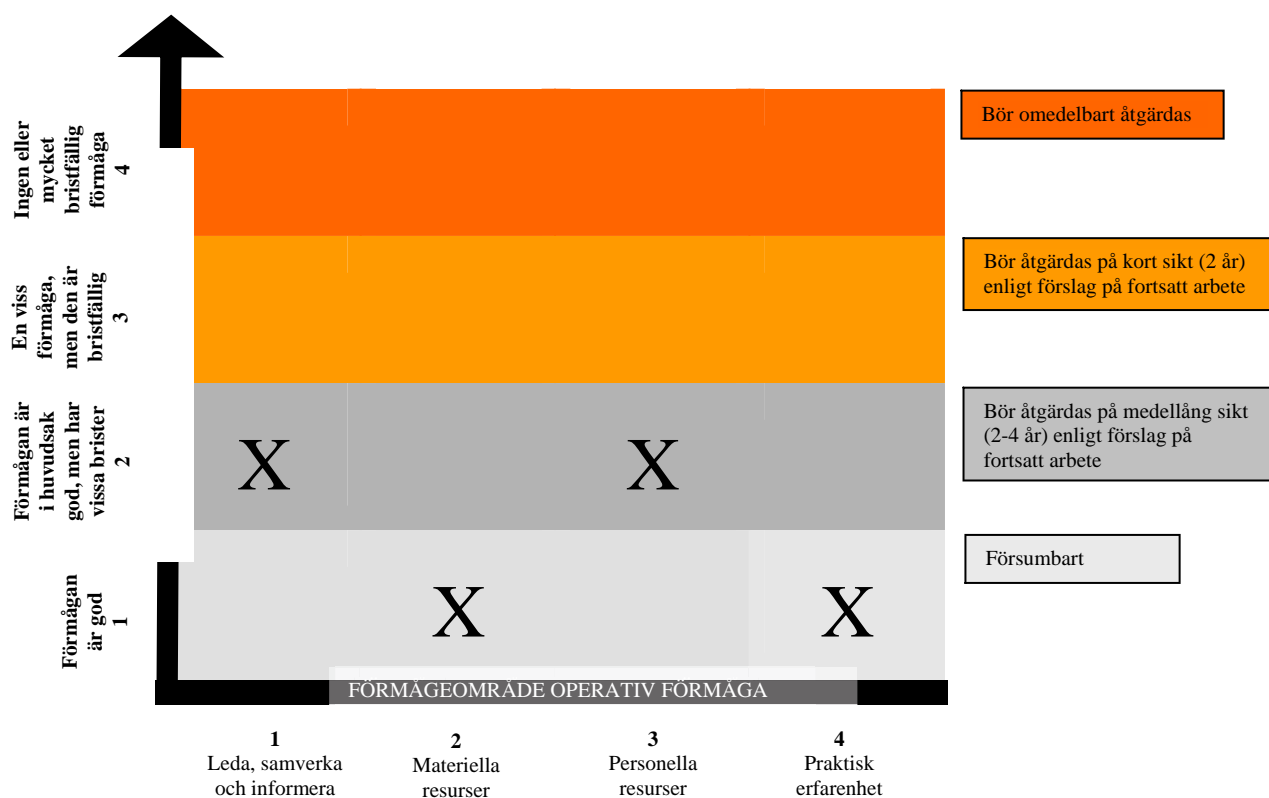 Ingen eller
mycket
bristfällig
förmåga
4
Bör omedelbart åtgärdas
En viss
förmåga,
men den är
bristfällig
3
Bör åtgärdas på kort sikt (2 år)
enligt förslag på fortsatt arbete
Förmågan är
i huvudsak
god, men har
vissa brister
2
X
X
Bör åtgärdas på medellång sikt
(2-4 år) enligt förslag på
fortsatt arbete
Förmågan
är god
1
X
X
Försumbart
FÖRMÅGEOMRÅDE OPERATIV FÖRMÅGA
1
Leda, samverka
och informera
2
Materiella
resurser
3
Personella
resurser
4
Praktisk
erfarenhet